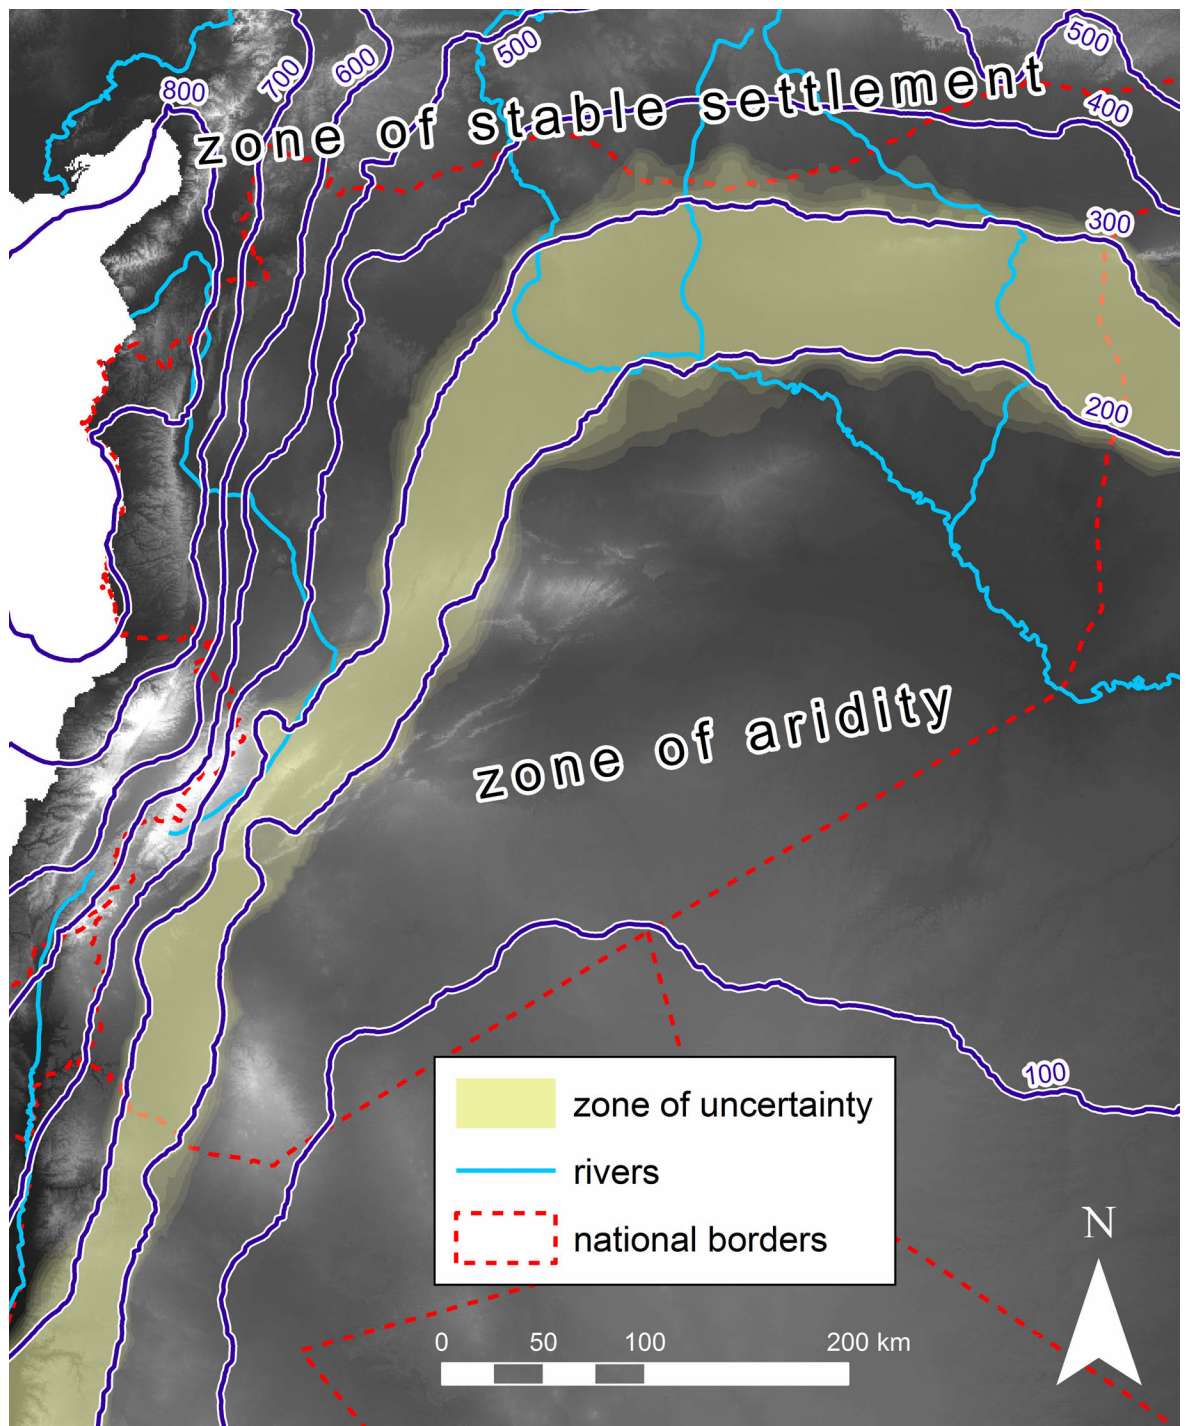 500
500
600
700
800
400
zone of stable settlement
300
200
zone of aridity
100
zone of uncertainty
rivers
national borders
N
0 50 100 200 km